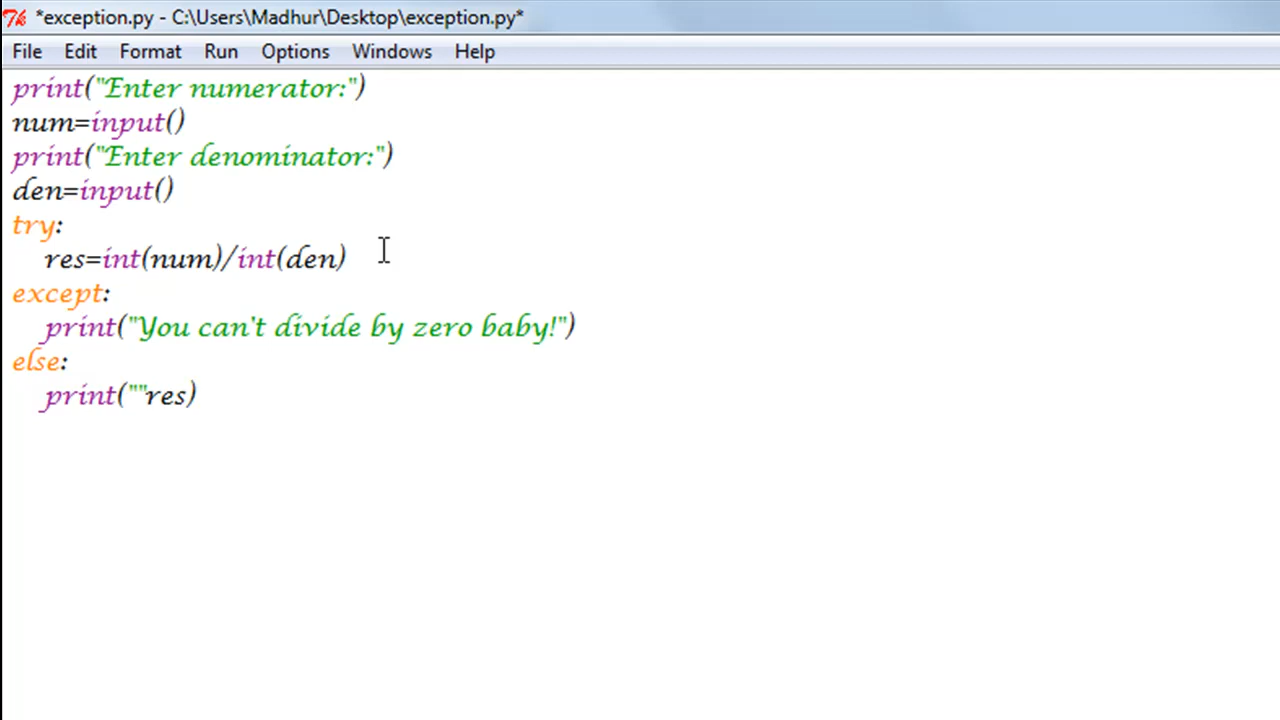 *exception.py - C:\Users\Madhur\Desktop\exception.py*
File Edit Format Run Options Windows Help
print("Enter numerator:")
num=input()
print("Enter denominator:")
den=input()
try:
    res=int(num)/int(den)
except:
    print("You can't divide by zero baby!")
else:
    print(""res)